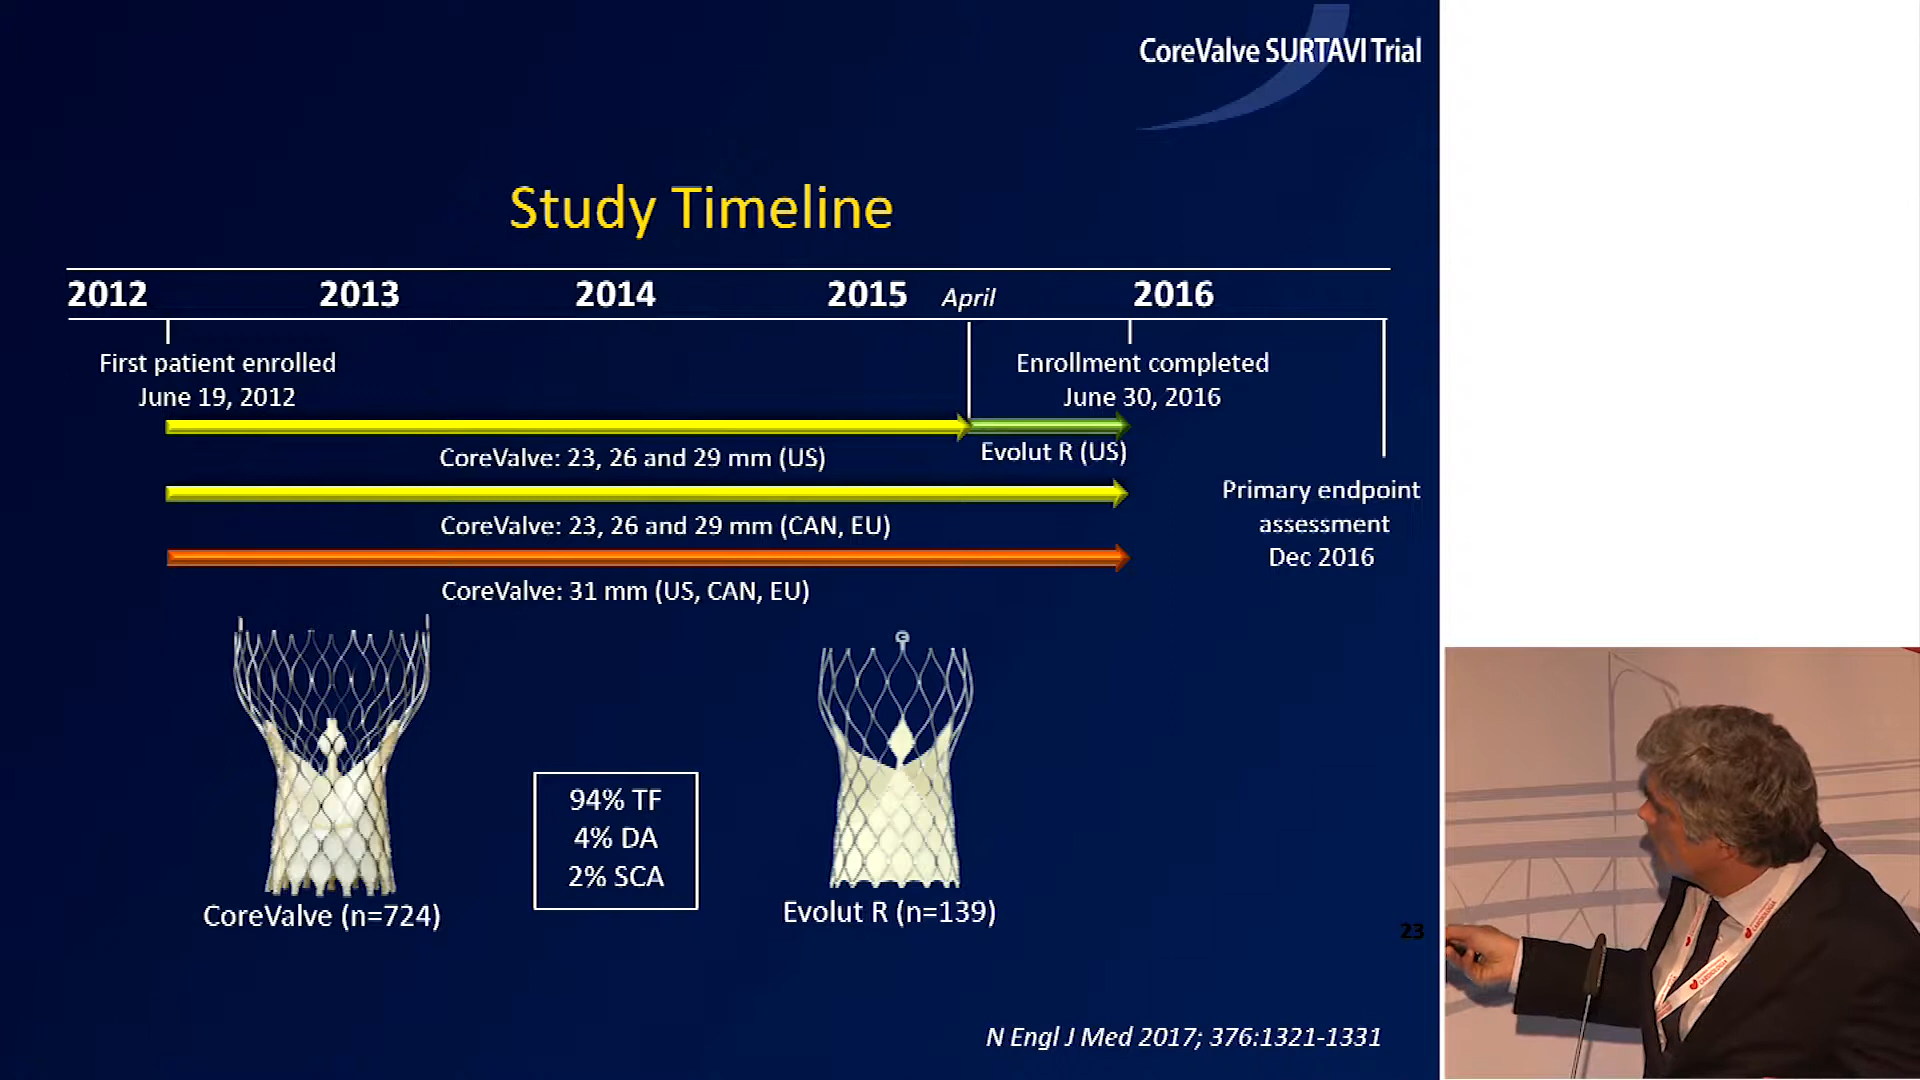 CoreValve SURTAVI Trial
Study Timeline
2012 2013 2014 2015 April 2016
First patient enrolled
June 19, 2012
Enrollment completed
June 30, 2016
CoreValve: 23, 26 and 29 mm (US)
Evolut R (US)
CoreValve: 23, 26 and 29 mm (CAN, EU)
Primary endpoint
assessment
Dec 2016
CoreValve: 31 mm (US, CAN, EU)
94% TF
4% DA
2% SCA
CoreValve (n=724)
Evolut R (n=139)
23
N Engl J Med 2017; 376:1321-1331